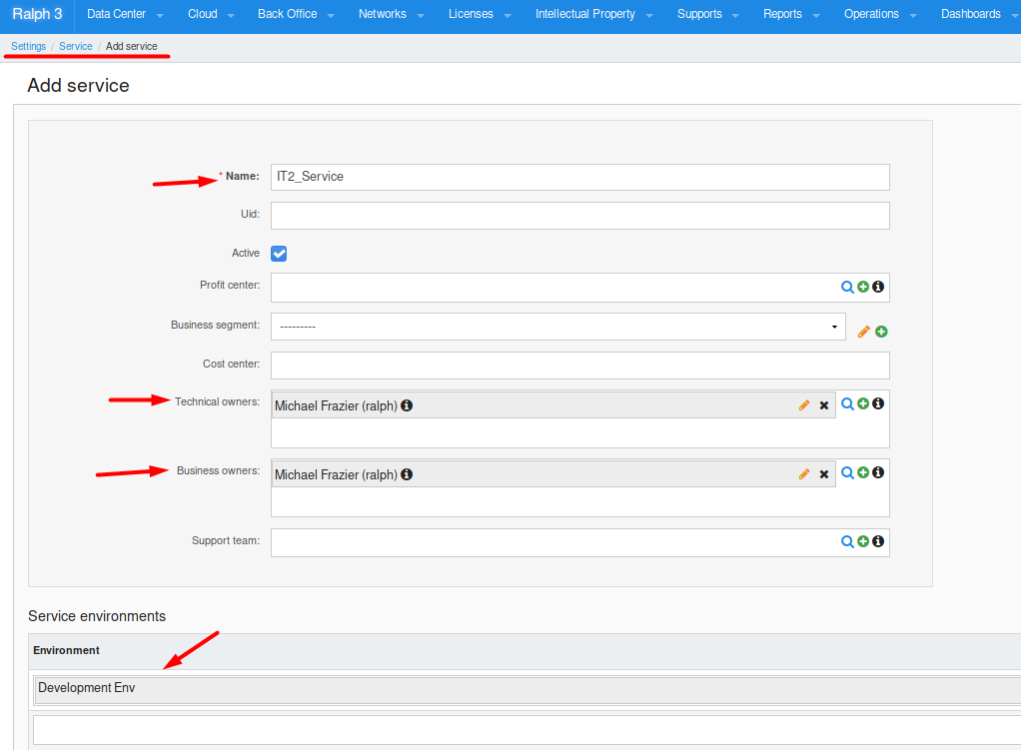 Ralph 3 Data Center Cloud Back Office Networks Licenses Intellectual Property Supports Reports Operations Dashboards
Settings / Service / Add service
Add service
* Name: IT2_Service
Uid:
Active
Profit center:
Business segment: ---------
Cost center:
Technical owners: Michael Frazier (ralph)
Business owners: Michael Frazier (ralph)
Support team:
Service environments
Environment
Development Env